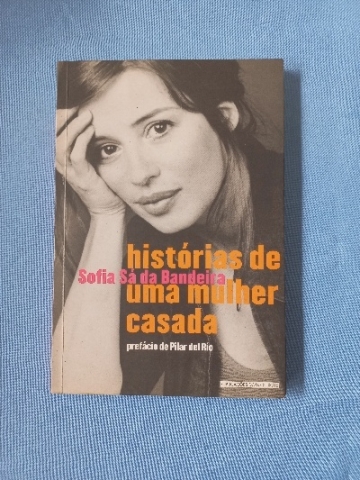 histórias de
Sofia Sá da Bandeira
uma mulher
casada
prefácio de Pilar del Río